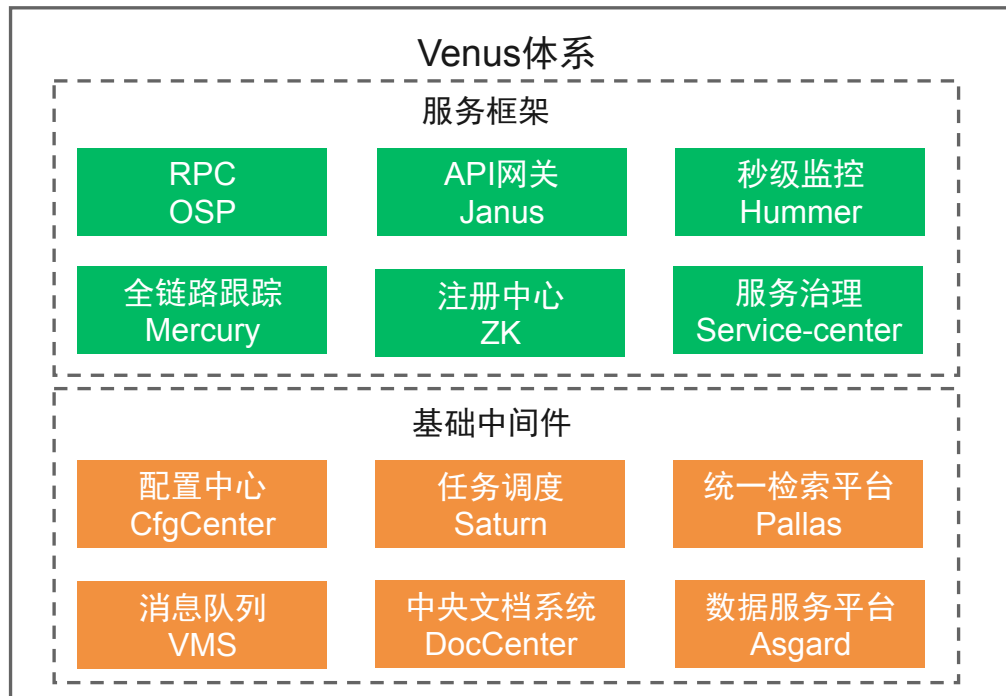 Venus体系
服务框架
RPC
OSP
API网关
Janus
秒级监控
Hummer
全链路跟踪
Mercury
注册中心
ZK
服务治理
Service-center
基础中间件
配置中心
CfgCenter
任务调度
Saturn
统一检索平台
Pallas
消息队列
VMS
中央文档系统
DocCenter
数据服务平台
Asgard